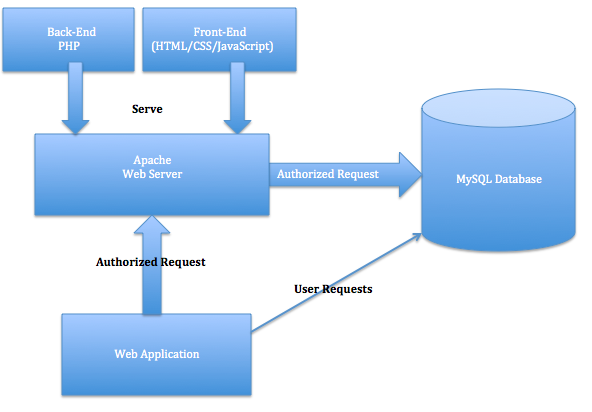 Back-End
PHP
Front-End
(HTML/CSS/JavaScript)
Serve
Apache
Web Server
Authorized Request
MySQL Database
Authorized Request
User Requests
Web Application